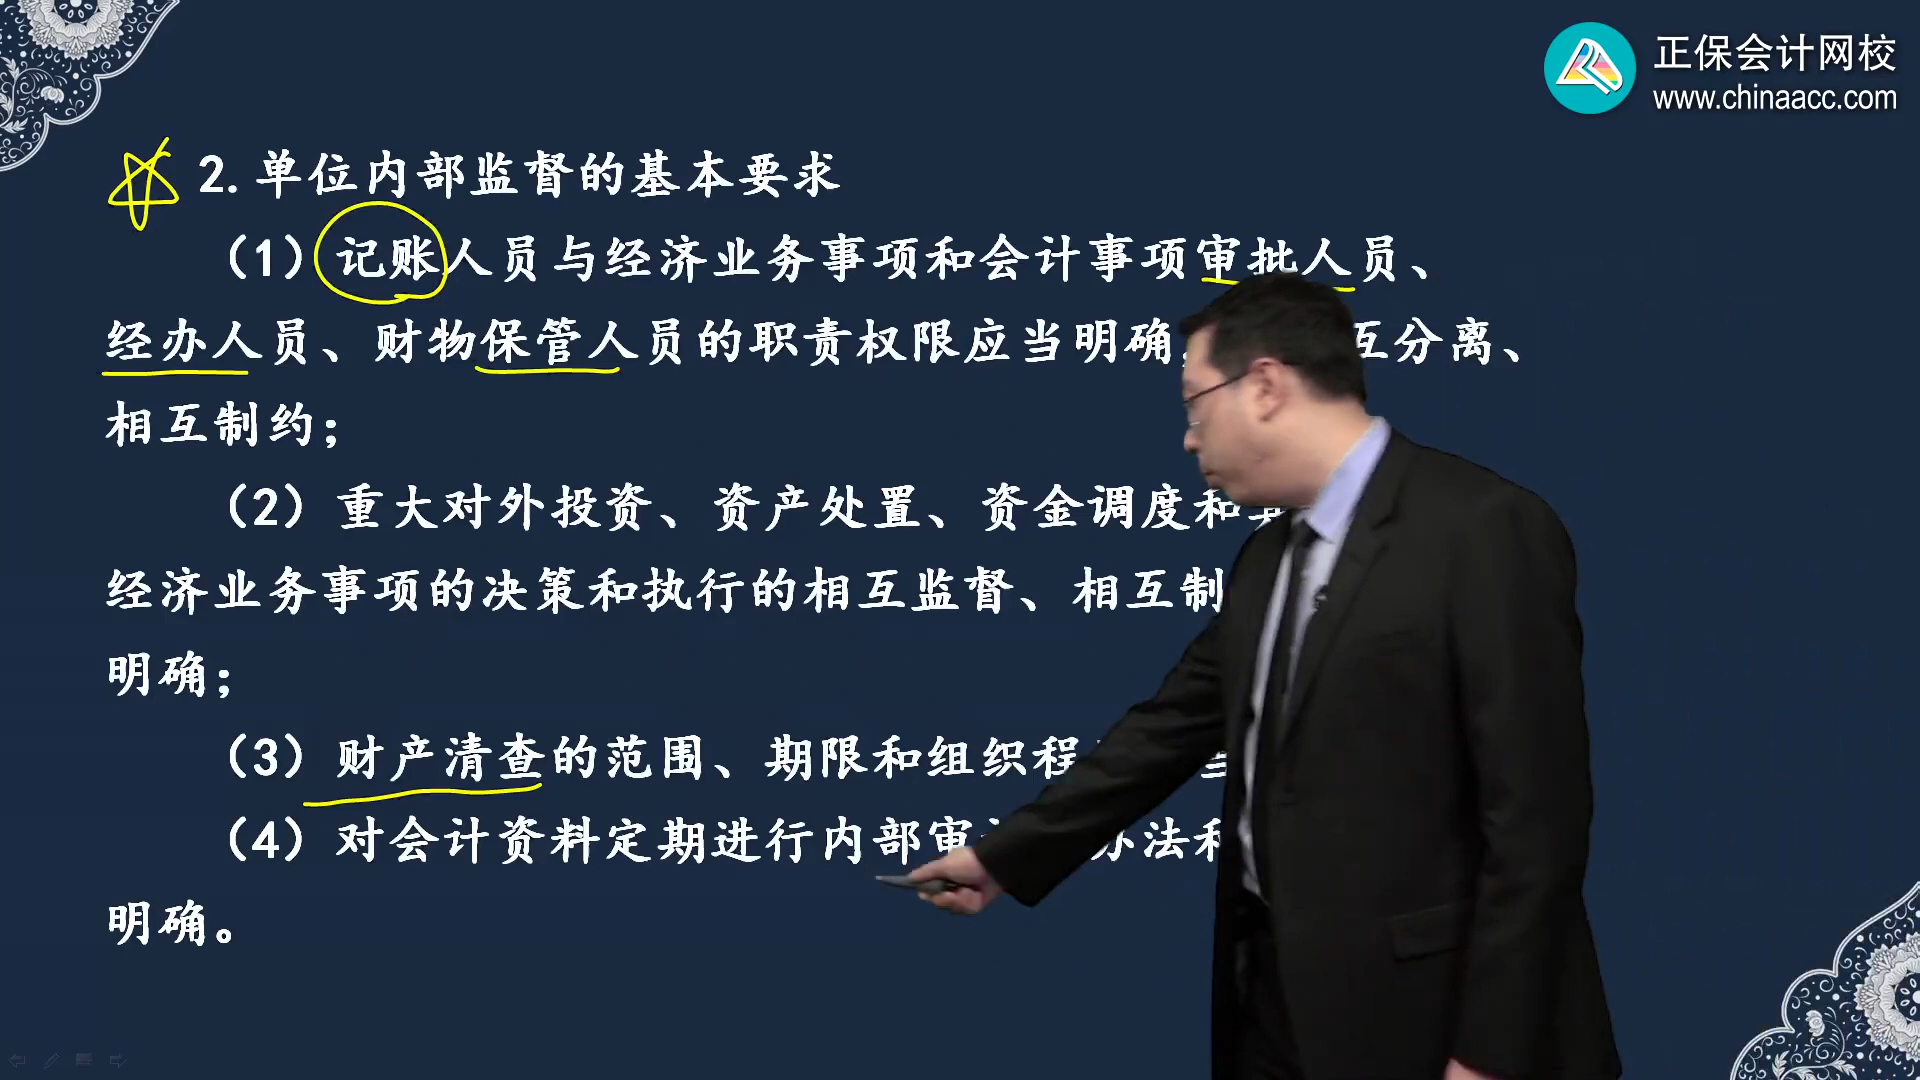 正保会计网校
www.chinaacc.com
2.单位内部监督的基本要求
（1）记账人员与经济业务事项和会计事项审批人员、
经办人员、财物保管人员的职责权限应当明确，互分离、
相互制约；
（2）重大对外投资、资产处置、资金调度和
经济业务事项的决策和执行的相互监督、相互制
明确；
（3）财产清查的范围、期限和组织程
（4）对会计资料定期进行内部审办法和
明确。